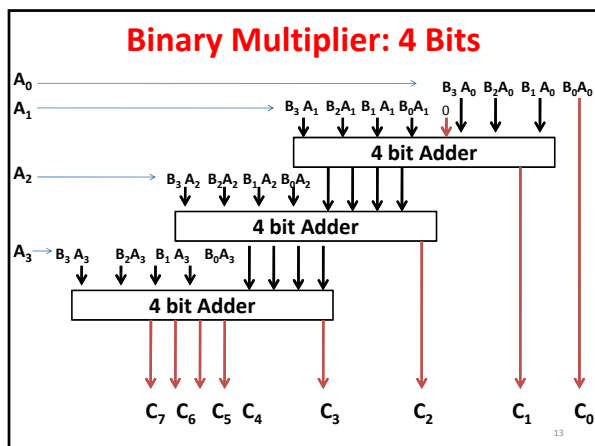 Binary Multiplier: 4 Bits
A₀
B₃ A₀ B₂A₀ B₁ A₀ B₀A₀
A₁
B₃ A₁ B₂A₁ B₁ A₁ B₀A₁ 0
4 bit Adder
A₂
B₃ A₂ B₂A₂ B₁ A₂ B₀A₂
4 bit Adder
A₃
B₃ A₃ B₂A₃ B₁ A₃ B₀A₃
4 bit Adder
C₇ C₆ C₅ C₄ C₃ C₂ C₁ C₀
13